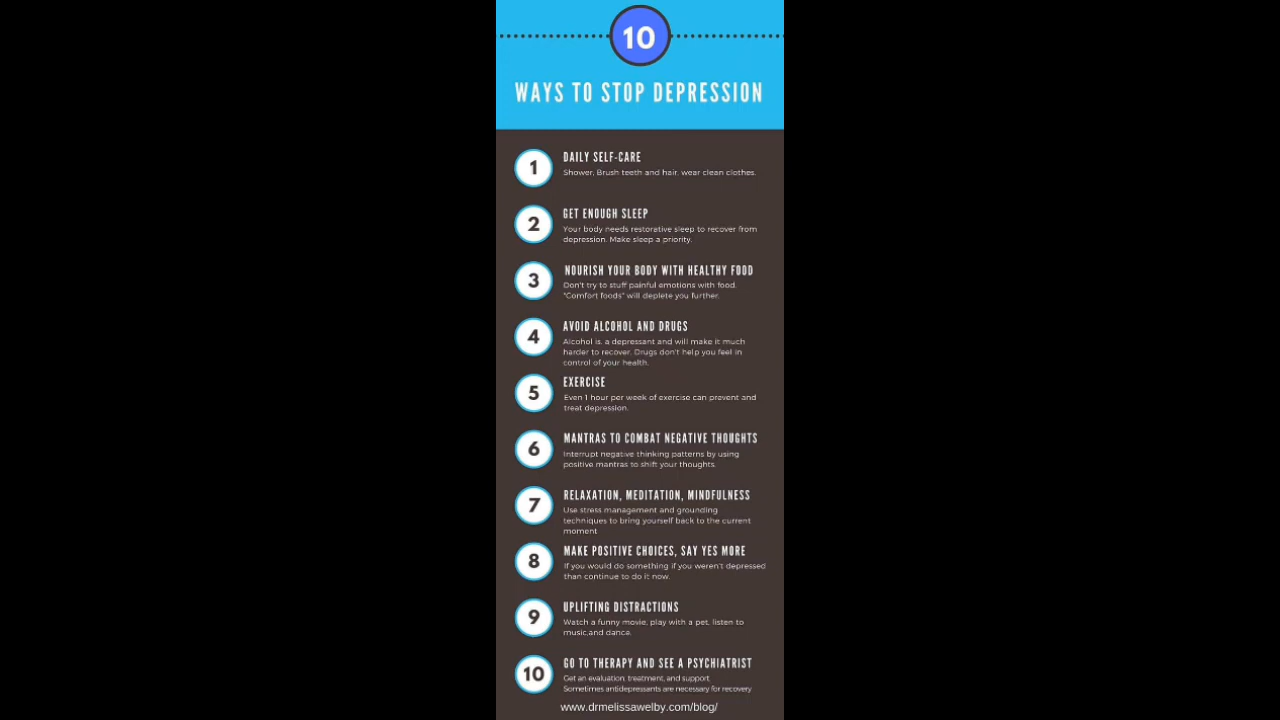 10
WAYS TO STOP DEPRESSION
1
DAILY SELF-CARE
Shower, Brush teeth and hair, wear clean clothes.
2
GET ENOUGH SLEEP
Your body needs restorative sleep to recover from
depression. Make sleep a priority.
3
NOURISH YOUR BODY WITH HEALTHY FOOD
Don't try to stuff painful emotions with food.
"Comfort foods" will deplete you further.
4
AVOID ALCOHOL AND DRUGS
Alcohol is a depressant and will make it much
harder to recover. Drugs don't help you feel in
control of your health.
5
EXERCISE
Even 1 hour per week of exercise can prevent and
treat depression.
6
MANTRAS TO COMBAT NEGATIVE THOUGHTS
Interrupt negative thinking patterns by using
positive mantras to shift your thoughts.
7
RELAXATION, MEDITATION, MINDFULNESS
Use stress management and grounding
techniques to bring yourself back to the current
moment
8
MAKE POSITIVE CHOICES, SAY YES MORE
If you would do something if you weren't depressed
than continue to do it now.
9
UPLIFTING DISTRACTIONS
Watch a funny movie, play with a pet, listen to
music,and dance.
10
GO TO THERAPY AND SEE A PSYCHIATRIST
Get an evaluation, treatment, and support.
Sometimes antidepressants are necessary for recovery
www.drmelissawelby.com/blog/